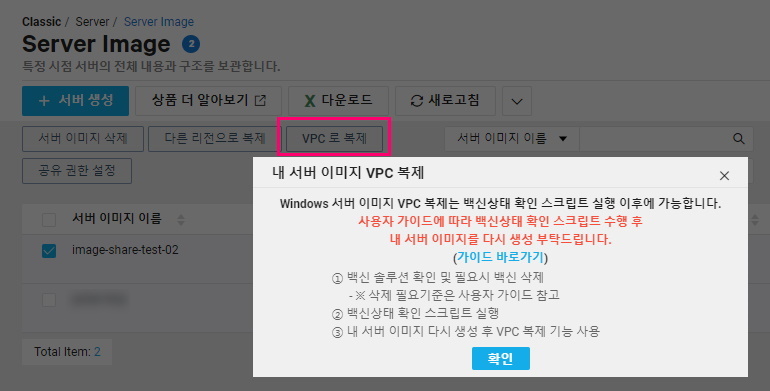 Classic / Server / Server Image
Server Image 2
특정 시점 서버의 전체 내용과 구조를 보관합니다.
+ 서버 생성 상품 더 알아보기 다운로드 새로고침
서버 이미지 삭제 다른 리전으로 복제 VPC 로 복제 서버 이미지 이름
공유 권한 설정
내 서버 이미지 VPC 복제
Windows 서버 이미지 VPC 복제는 백신상태 확인 스크립트 실행 이후에 가능합니다.
사용자 가이드에 따라 백신상태 확인 스크립트 수행 후
내 서버 이미지를 다시 생성 부탁드립니다.
(가이드 바로가기)
① 백신 솔루션 확인 및 필요시 백신 삭제
- ※ 삭제 필요기준은 사용자 가이드 참고
② 백신상태 확인 스크립트 실행
③ 내 서버 이미지 다시 생성 후 VPC 복제 기능 사용
확인
서버 이미지 이름
image-share-test-02
Total Item: 2